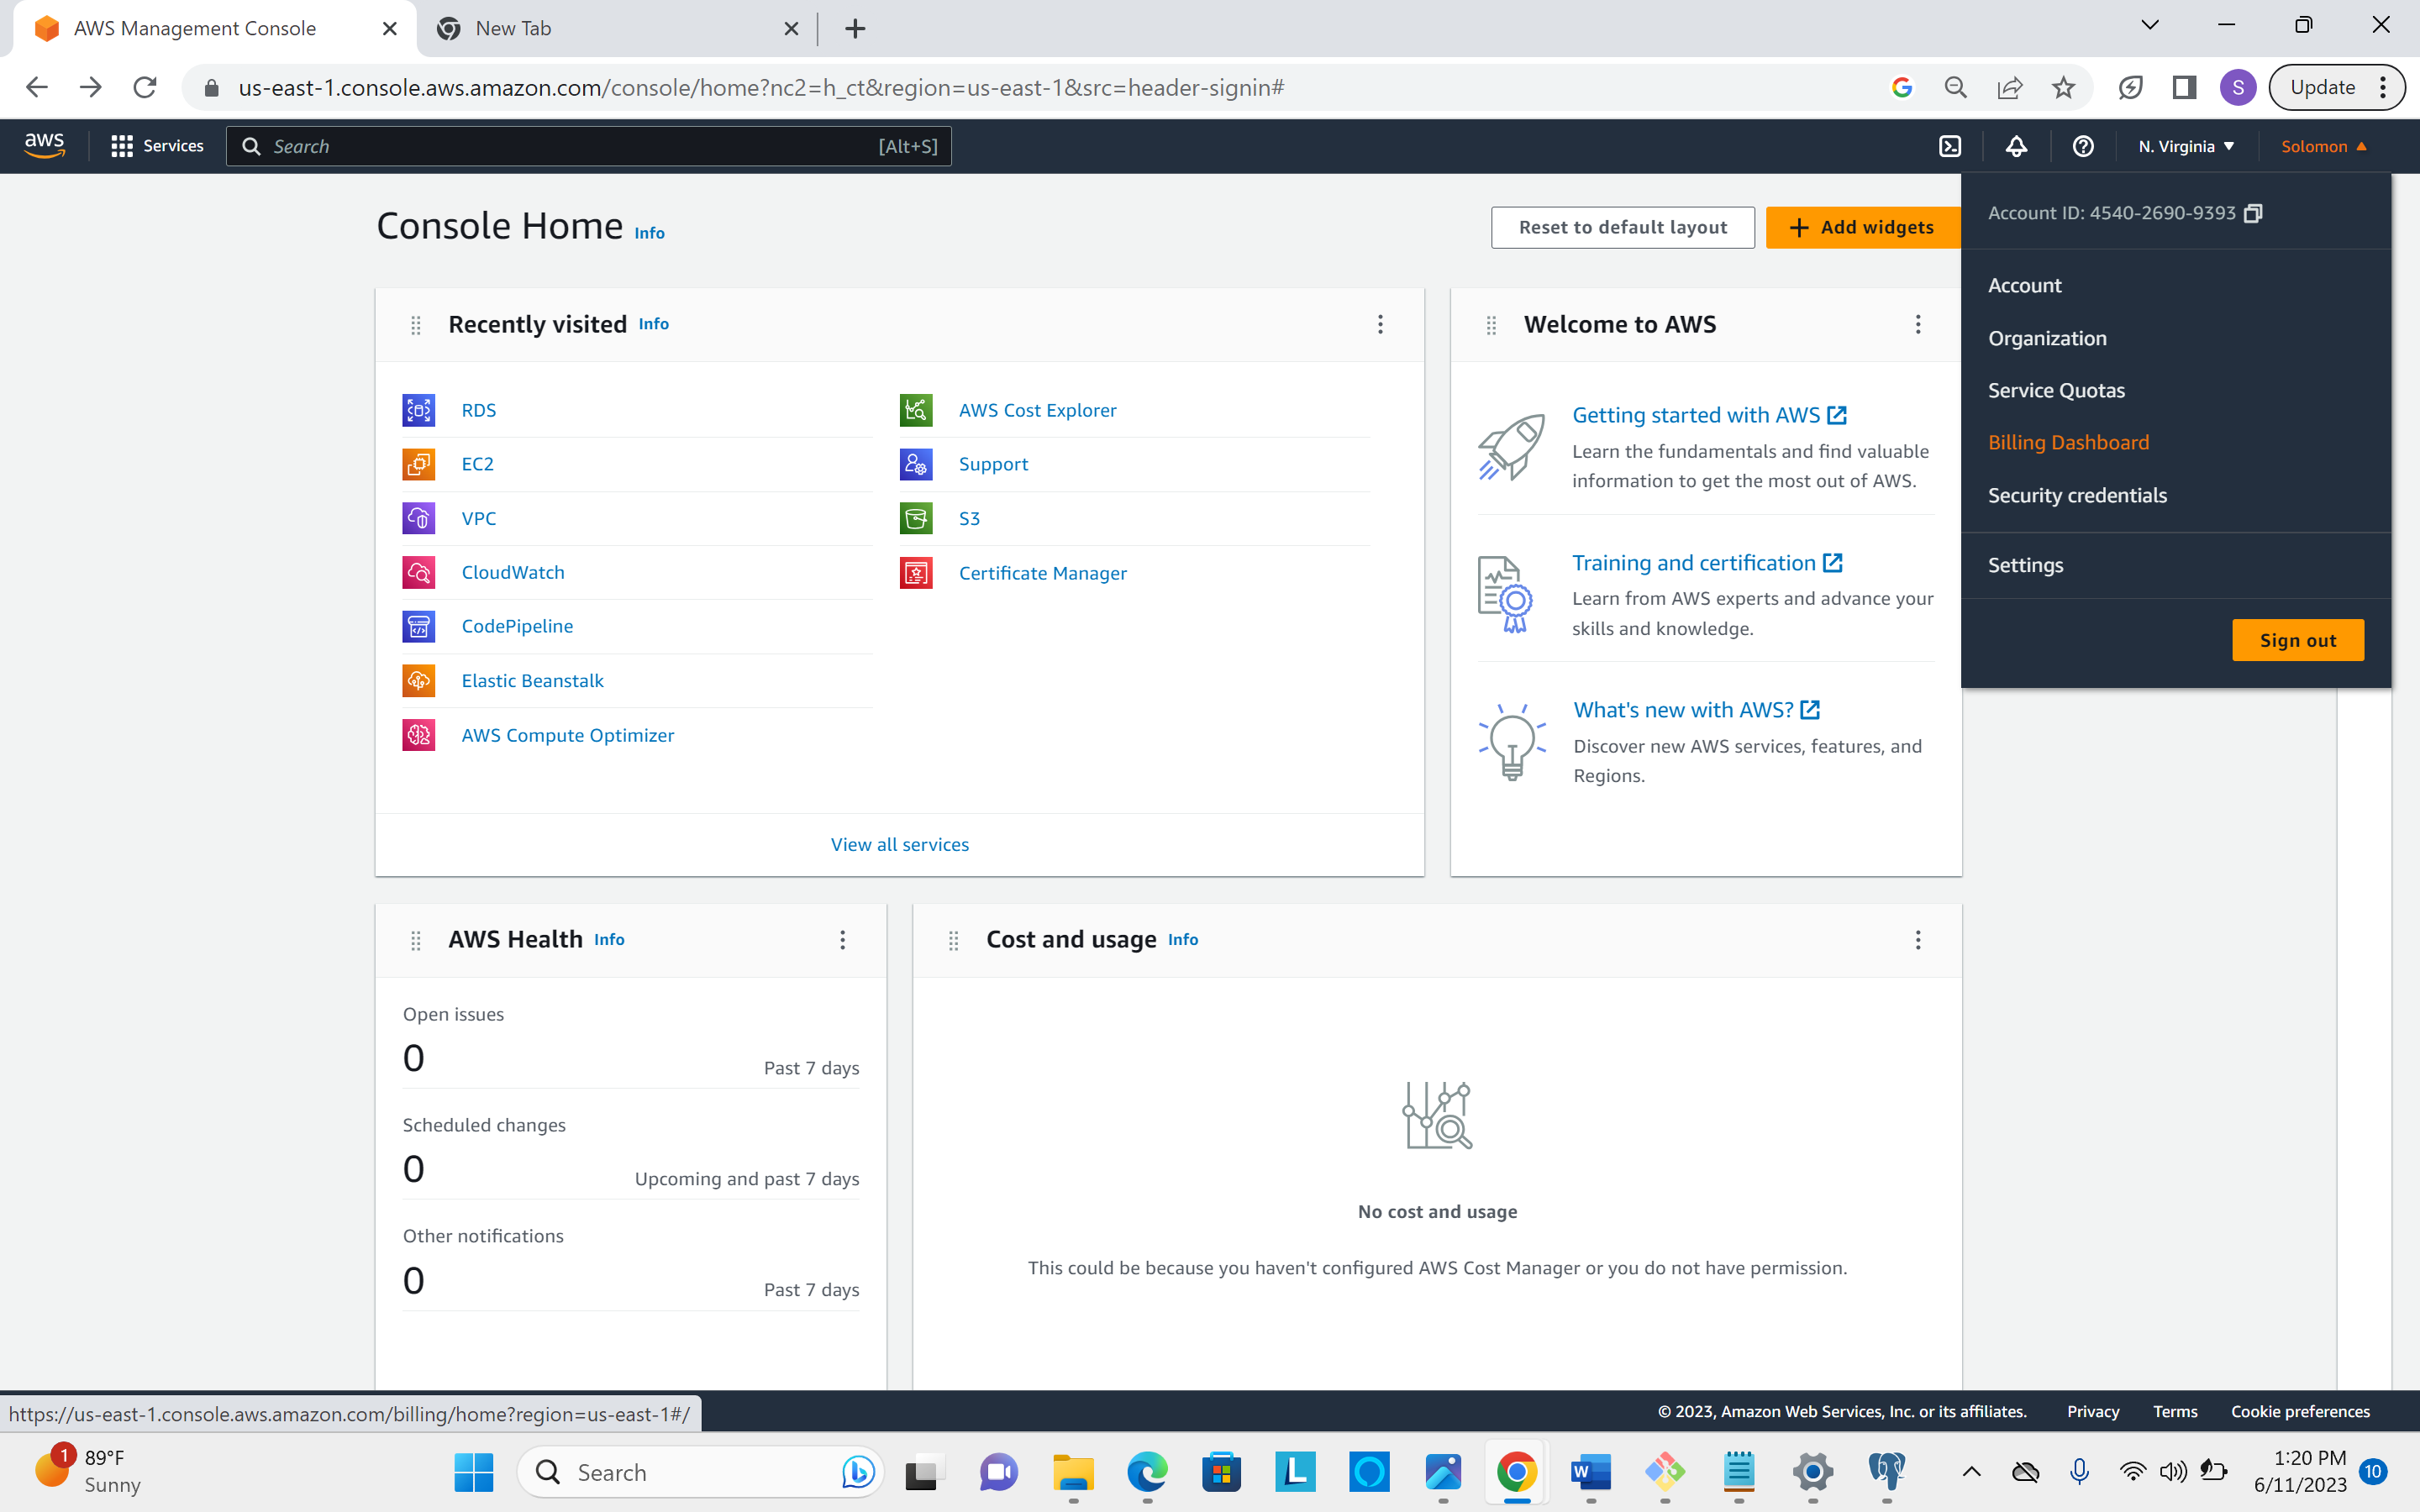 AWS Management Console
New Tab
us-east-1.console.aws.amazon.com/console/home?nc2=h_ct&region=us-east-1&src=header-signin#
S
Update
aws
Services
Search
[Alt+S]
N. Virginia
Solomon
Account ID: 4540-2690-9393
Account
Organization
Service Quotas
Billing Dashboard
Security credentials
Settings
Sign out
Console Home Info
Reset to default layout
Add widgets
Recently visited Info
RDS
EC2
VPC
CloudWatch
CodePipeline
Elastic Beanstalk
AWS Compute Optimizer
AWS Cost Explorer
Support
S3
Certificate Manager
View all services
Welcome to AWS
Getting started with AWS
Learn the fundamentals and find valuable
information to get the most out of AWS.
Training and certification
Learn from AWS experts and advance your
skills and knowledge.
What's new with AWS?
Discover new AWS services, features, and
Regions.
AWS Health Info
Open issues
0
Past 7 days
Scheduled changes
0
Upcoming and past 7 days
Other notifications
0
Past 7 days
Cost and usage Info
No cost and usage
This could be because you haven't configured AWS Cost Manager or you do not have permission.
https://us-east-1.console.aws.amazon.com/billing/home?region=us-east-1#/
© 2023, Amazon Web Services, Inc. or its affiliates.
Privacy
Terms
Cookie preferences
1
89°F
Sunny
Search
L
W
1:20 PM
6/11/2023
10